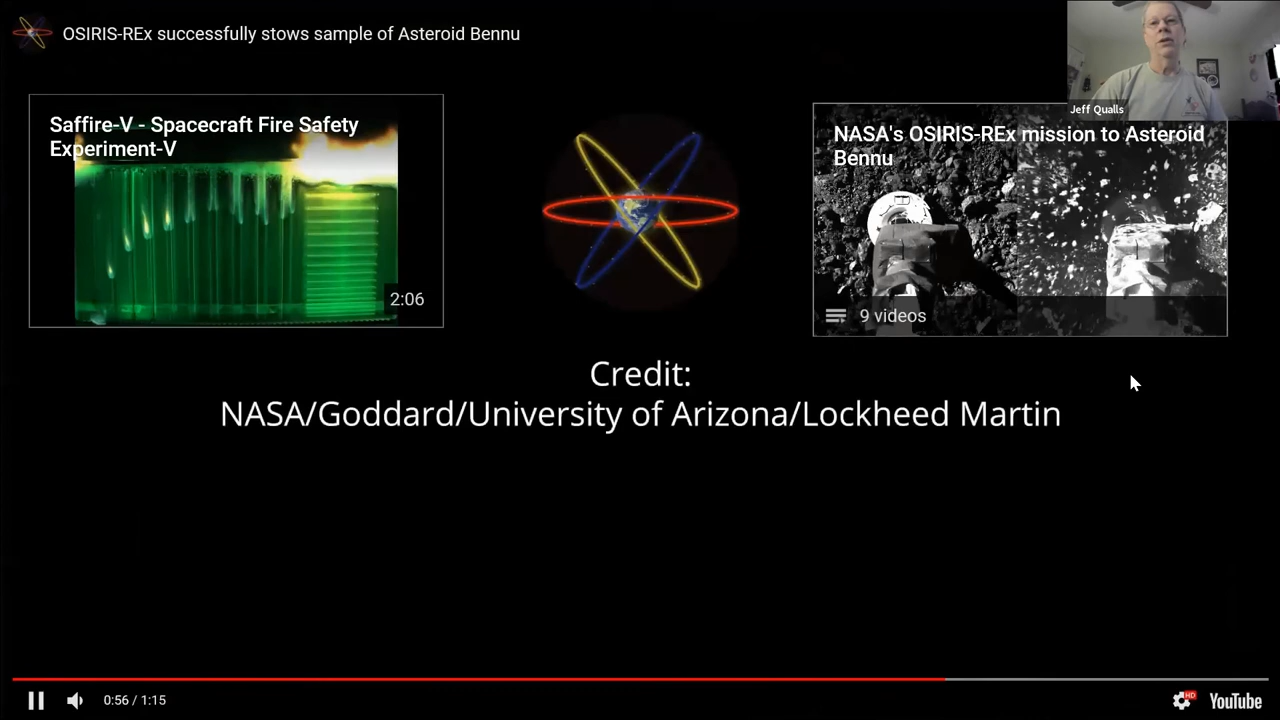 OSIRIS-REx successfully stows sample of Asteroid Bennu
Jeff Qualls
Saffire-V - Spacecraft Fire Safety
Experiment-V
2:06
NASA's OSIRIS-REx mission to Asteroid
Bennu
9 videos
Credit:
NASA/Goddard/University of Arizona/Lockheed Martin
0:56 / 1:15
HD
YouTube